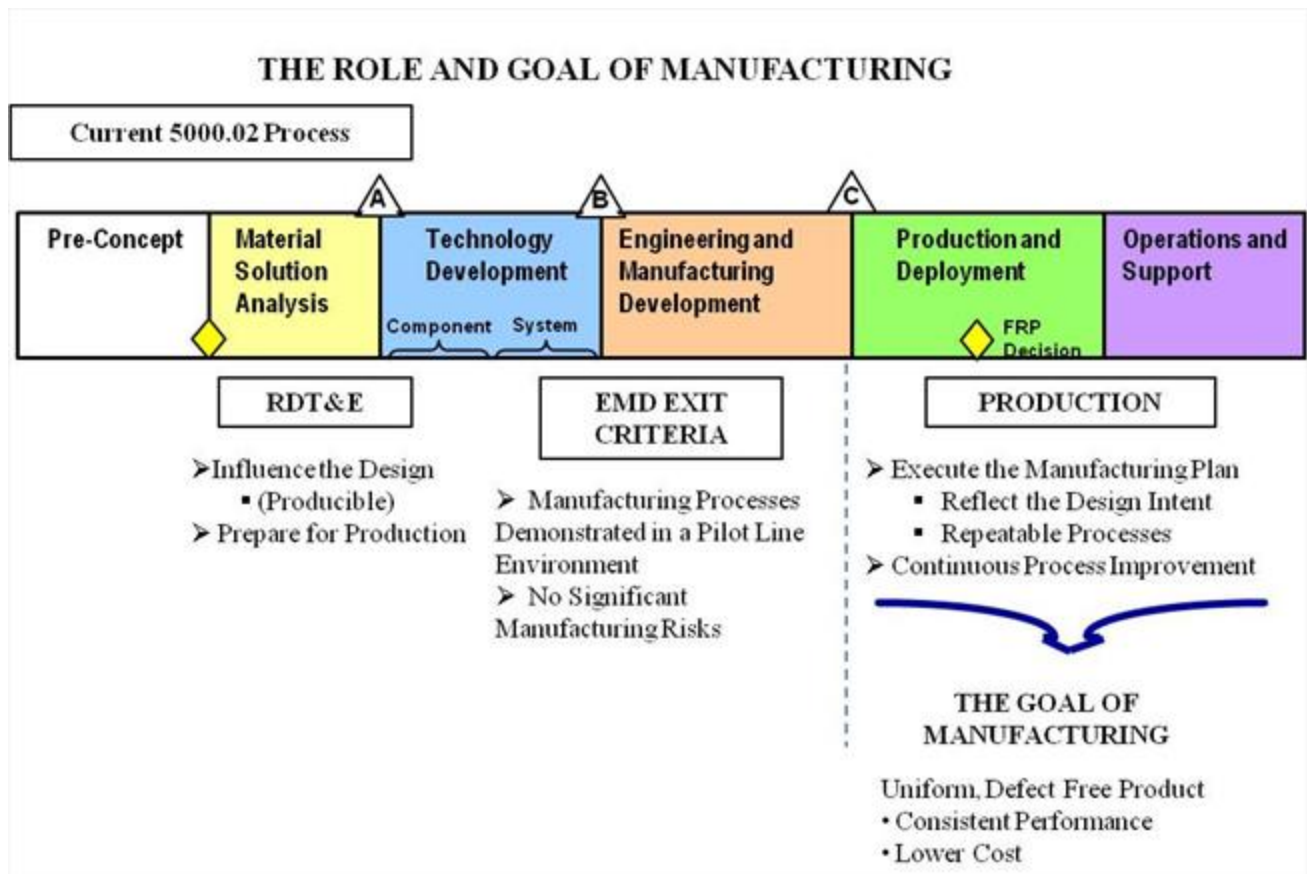 THE ROLE AND GOAL OF MANUFACTURING
Current 5000.02 Process
A
B
C
Pre-Concept
Material
Solution
Analysis
Technology
Development
Component
System
Engineering and
Manufacturing
Development
Production and
Deployment
FRP
Decision
Operations and
Support
RDT&E
➢Influence the Design
▪ (Producible)
➢ Prepare for Production
EMD EXIT
CRITERIA
➢ Manufacturing Processes
Demonstrated in a Pilot Line
Environment
➢ No Significant
Manufacturing Risks
PRODUCTION
➢ Execute the Manufacturing Plan
▪ Reflect the Design Intent
▪ Repeatable Processes
➢ Continuous Process Improvement
THE GOAL OF
MANUFACTURING
Uniform, Defect Free Product
• Consistent Performance
• Lower Cost